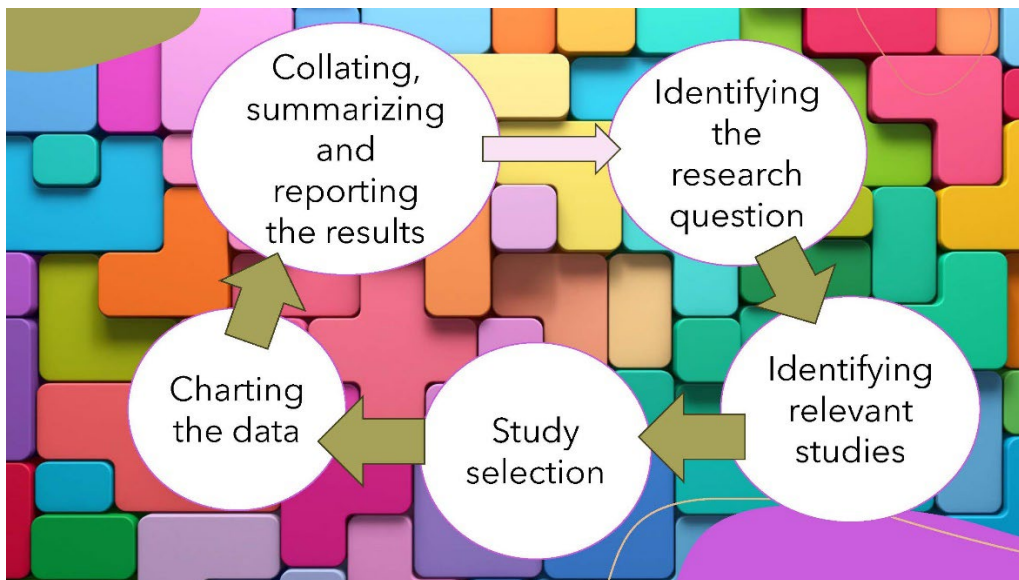 Collating,
summarizing
and
reporting
the results
Identifying
the
research
question
Identifying
relevant
studies
Study
selection
Charting
the data